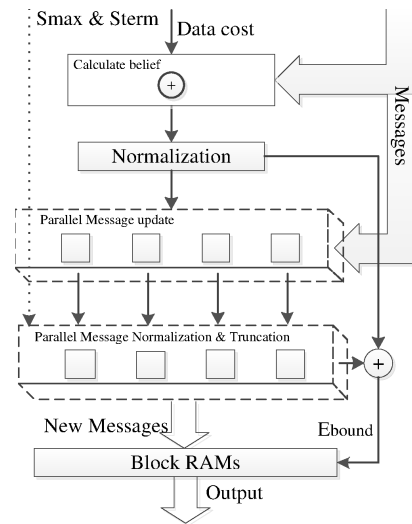 Smax & Sterm
Data cost
Calculate belief
+
Messages
Normalization
Parallel Message update
Parallel Message Normalization & Truncation
+
New Messages
Ebound
Block RAMs
Output